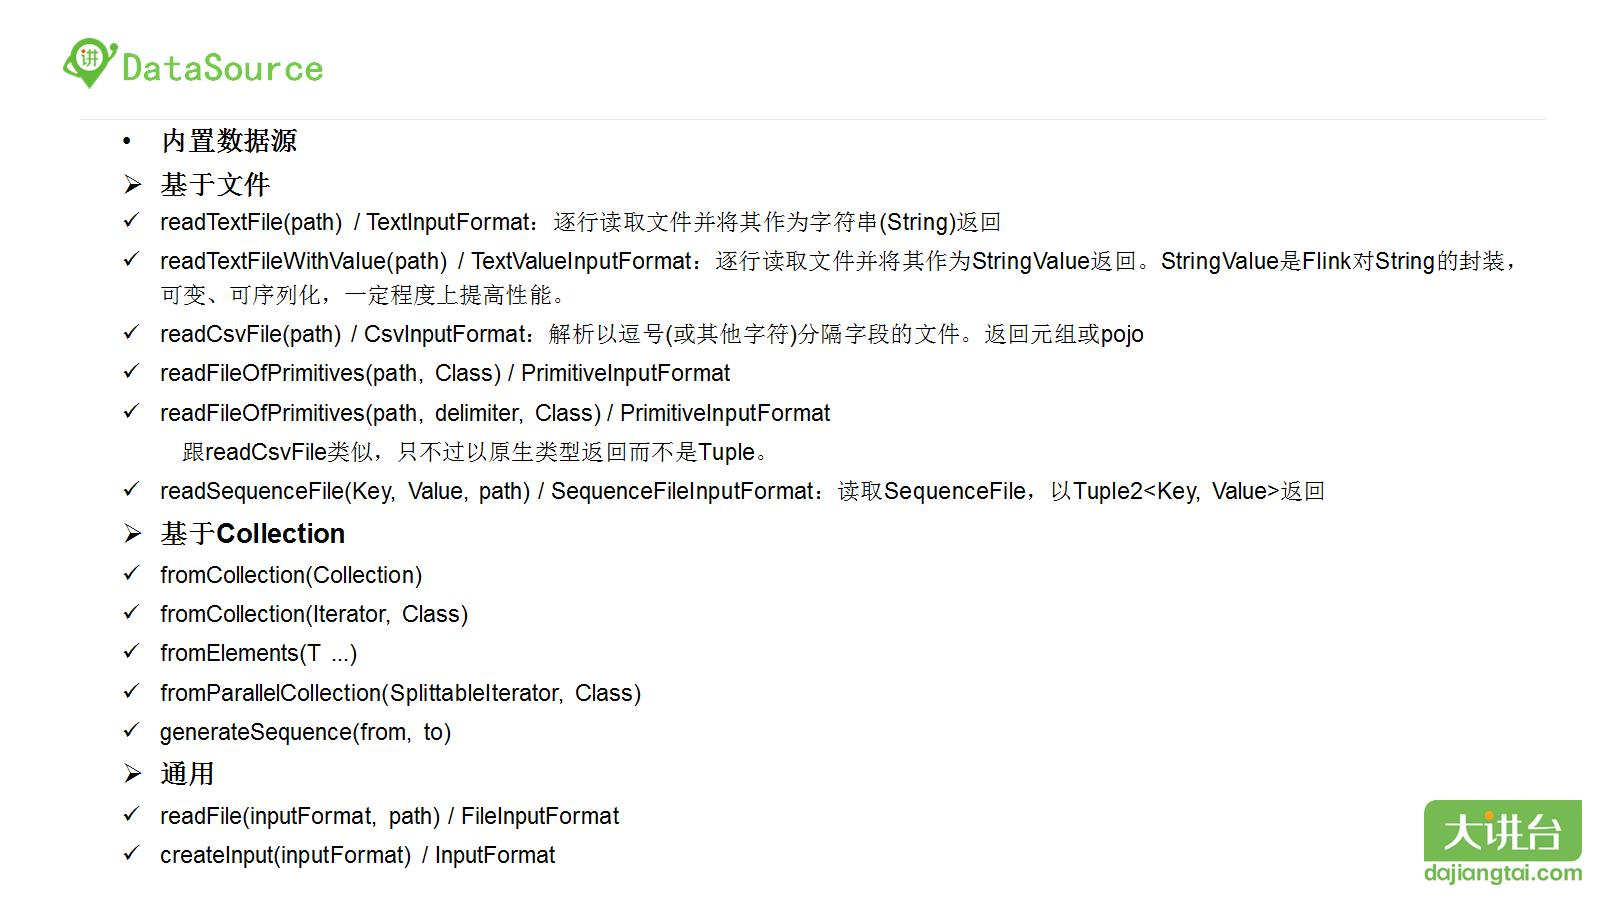 讲 DataSource
• 内置数据源
➢ 基于文件
✓ readTextFile(path) / TextInputFormat：逐行读取文件并将其作为字符串(String)返回
✓ readTextFileWithValue(path) / TextValueInputFormat：逐行读取文件并将其作为StringValue返回。StringValue是Flink对String的封装，
可变、可序列化，一定程度上提高性能。
✓ readCsvFile(path) / CsvInputFormat：解析以逗号(或其他字符)分隔字段的文件。返回元组或pojo
✓ readFileOfPrimitives(path, Class) / PrimitiveInputFormat
✓ readFileOfPrimitives(path, delimiter, Class) / PrimitiveInputFormat
跟readCsvFile类似，只不过以原生类型返回而不是Tuple。
✓ readSequenceFile(Key, Value, path) / SequenceFileInputFormat：读取SequenceFile，以Tuple2<Key, Value>返回
➢ 基于Collection
✓ fromCollection(Collection)
✓ fromCollection(Iterator, Class)
✓ fromElements(T ...)
✓ fromParallelCollection(SplittableIterator, Class)
✓ generateSequence(from, to)
➢ 通用
✓ readFile(inputFormat, path) / FileInputFormat
✓ createInput(inputFormat) / InputFormat
大讲台
dajiangtai.com